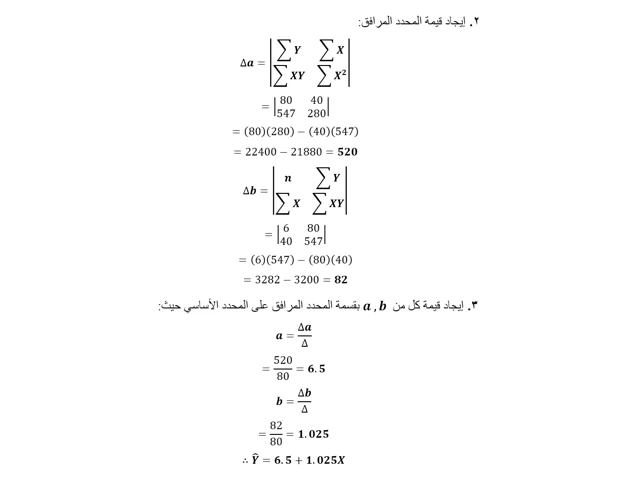 ٢. إيجاد قيمة المحدد المرافق:
Δa = |∑Y ∑X|
|∑XY ∑X²|
= |80 40|
|547 280|
= (80)(280) − (40)(547)
= 22400 − 21880 = 520
Δb = |n ∑Y|
|∑X ∑XY|
= |6 80|
|40 547|
= (6)(547) − (80)(40)
= 3282 − 3200 = 82
٣. إيجاد قيمة كل من a , b بقسمة المحدد المرافق على المحدد الأساسي حيث:
a = Δa/Δ
= 520/80 = 6.5
b = Δb/Δ
= 82/80 = 1.025
∴ Ŷ = 6.5 + 1.025X